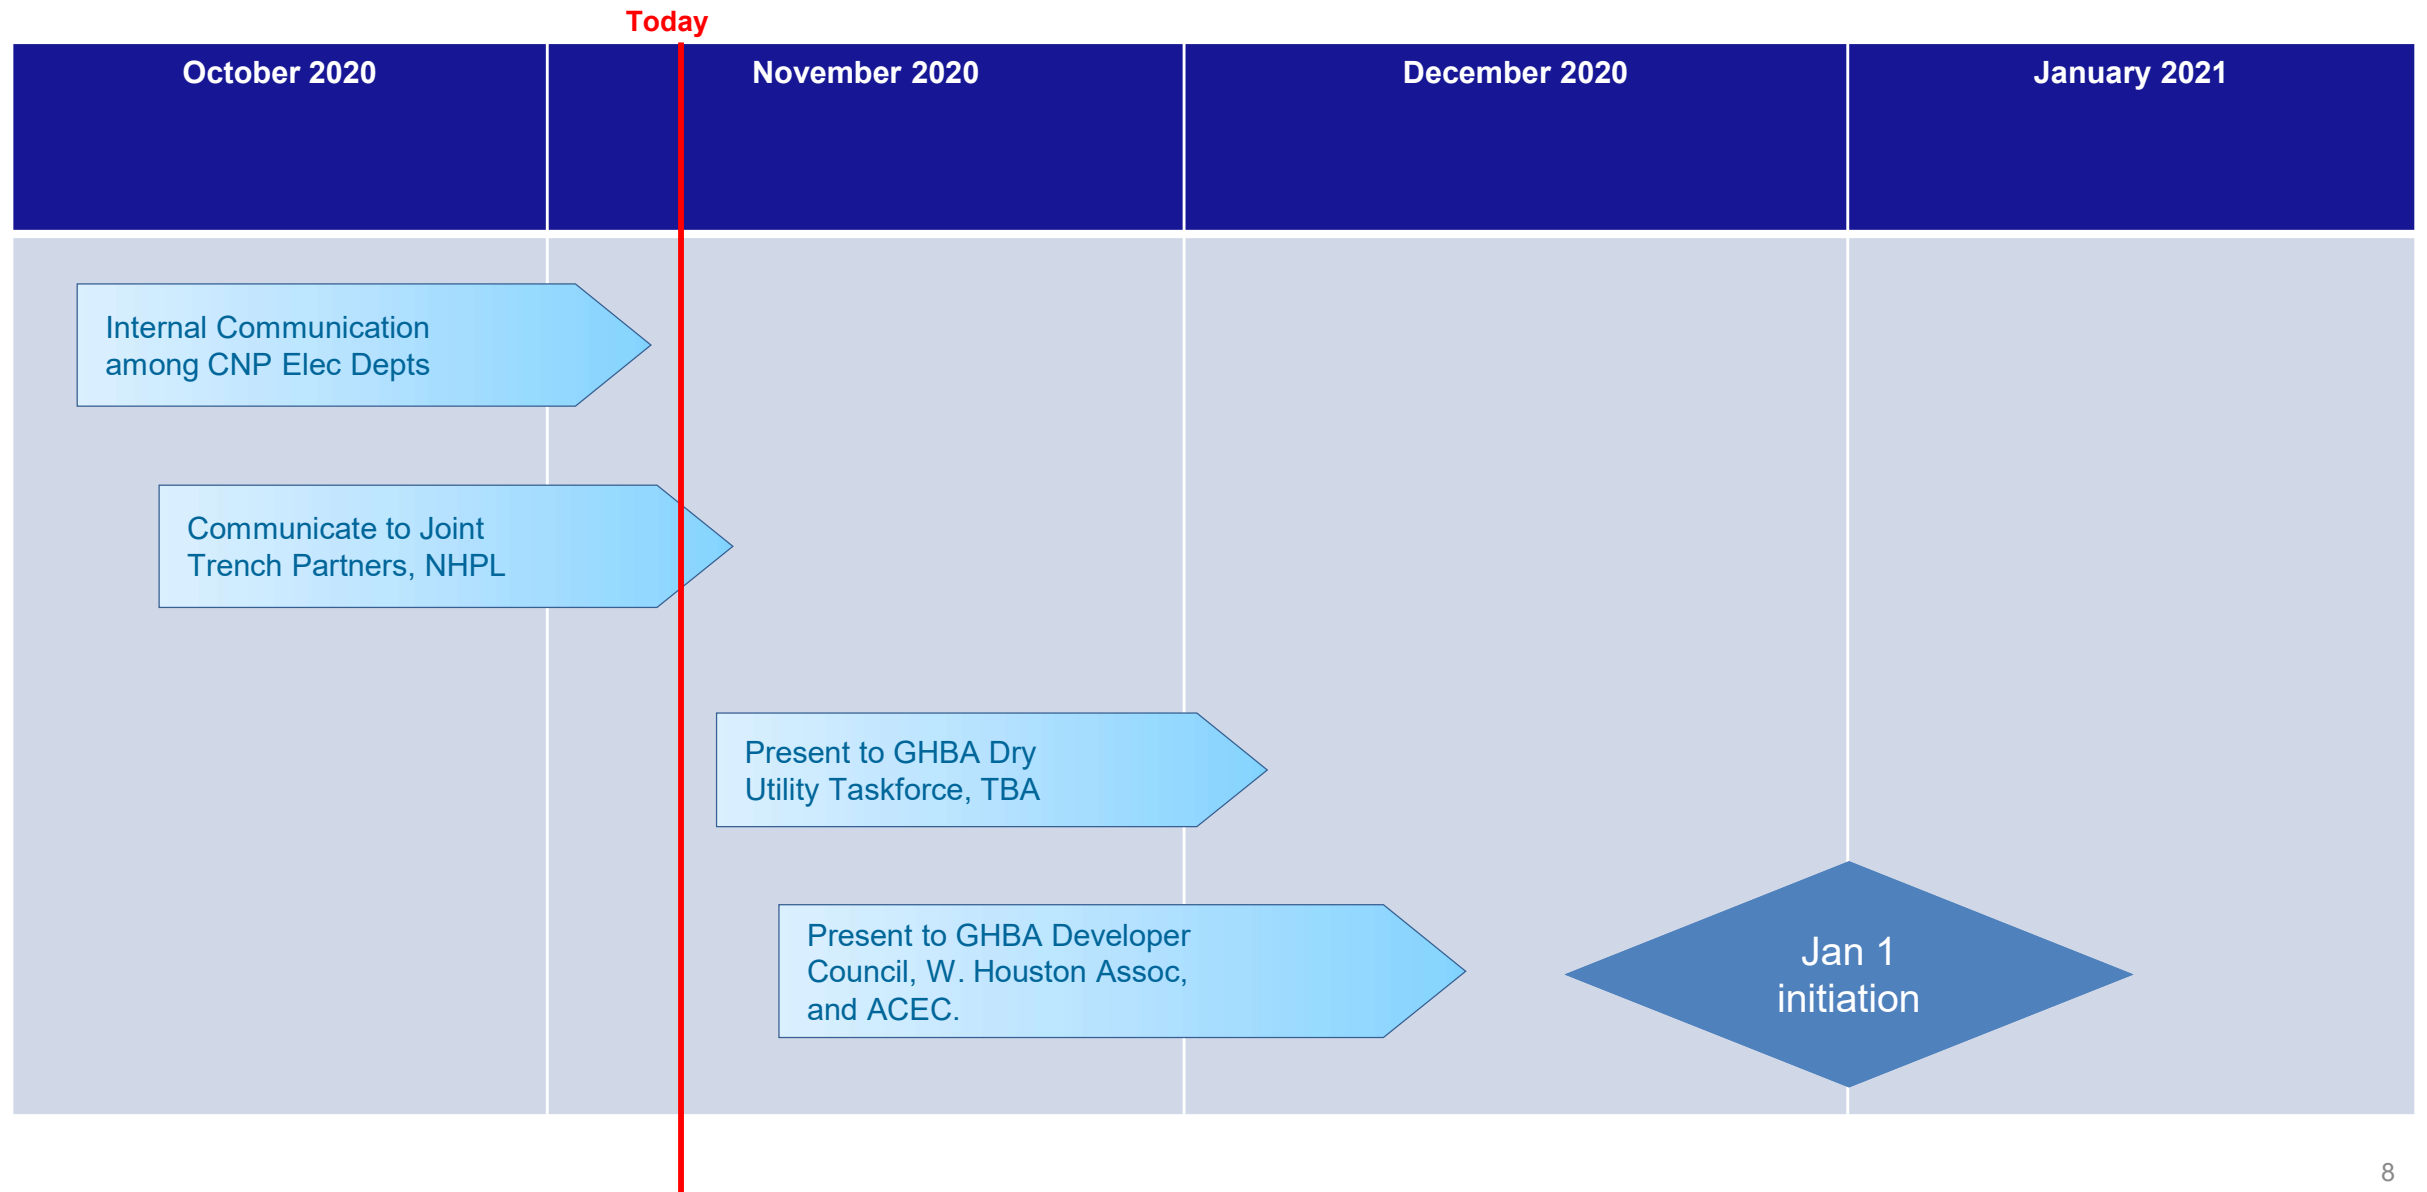 Today
October 2020
November 2020
December 2020
January 2021
Internal Communication
among CNP Elec Depts
Communicate to Joint
Trench Partners, NHPL
Present to GHBA Dry
Utility Taskforce, TBA
Present to GHBA Developer
Council, W. Houston Assoc,
and ACEC.
Jan 1
initiation
8